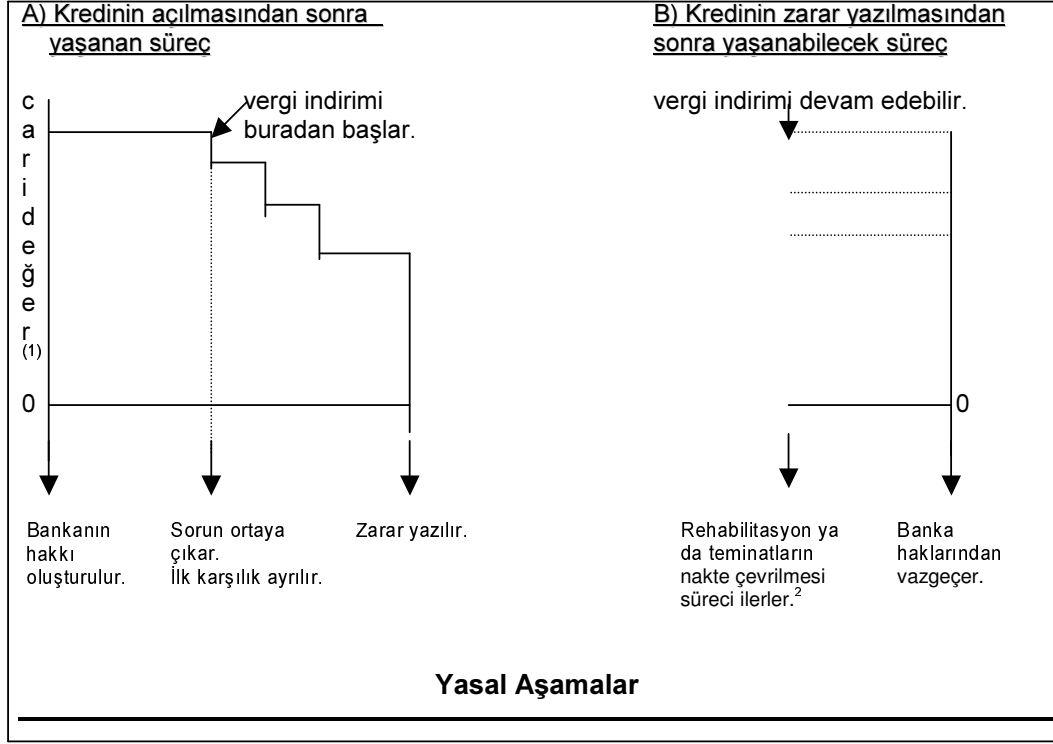 A) Kredinin açılmasından sonra
yaşanan süreç
vergi indirimi
buradan başlar.
c
a
r
i
d
e
ğ
e
r
(1)
0
Bankanın
hakkı
oluşturulur.
Sorun ortaya
çıkar.
İlk karşılık ayrılır.
Zarar yazılır.
B) Kredinin zarar yazılmasından
sonra yaşanabilecek süreç
vergi indirimi devam edebilir.
0
Rehabilitasyon ya
da teminatların
nakte çevrilmesi
süreci ilerler.2
Banka
haklarından
vazgeçer.
Yasal Aşamalar